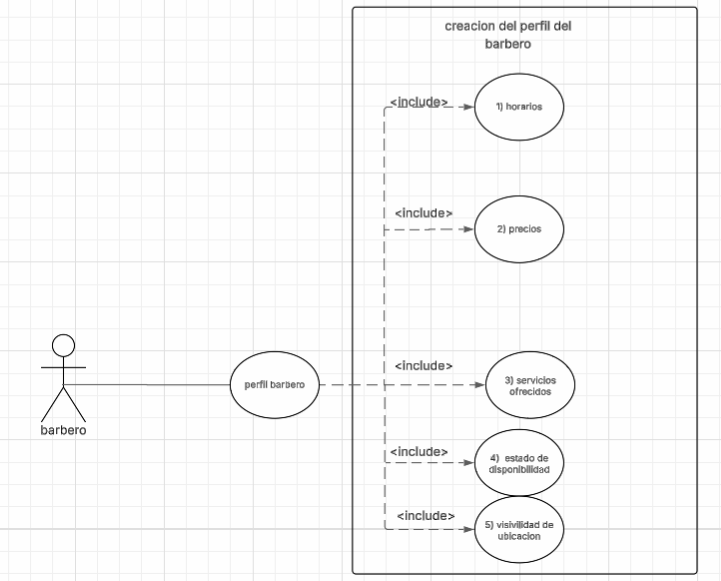 creacion del perfil del
barbero
<include>
1) horarios
<include>
2) precios
<include>
perfil barbero
3) servicios
ofrecidos
barbero
<include>
4) estado de
disponibilidad
<include>
5) visivilidad de
ubicacion